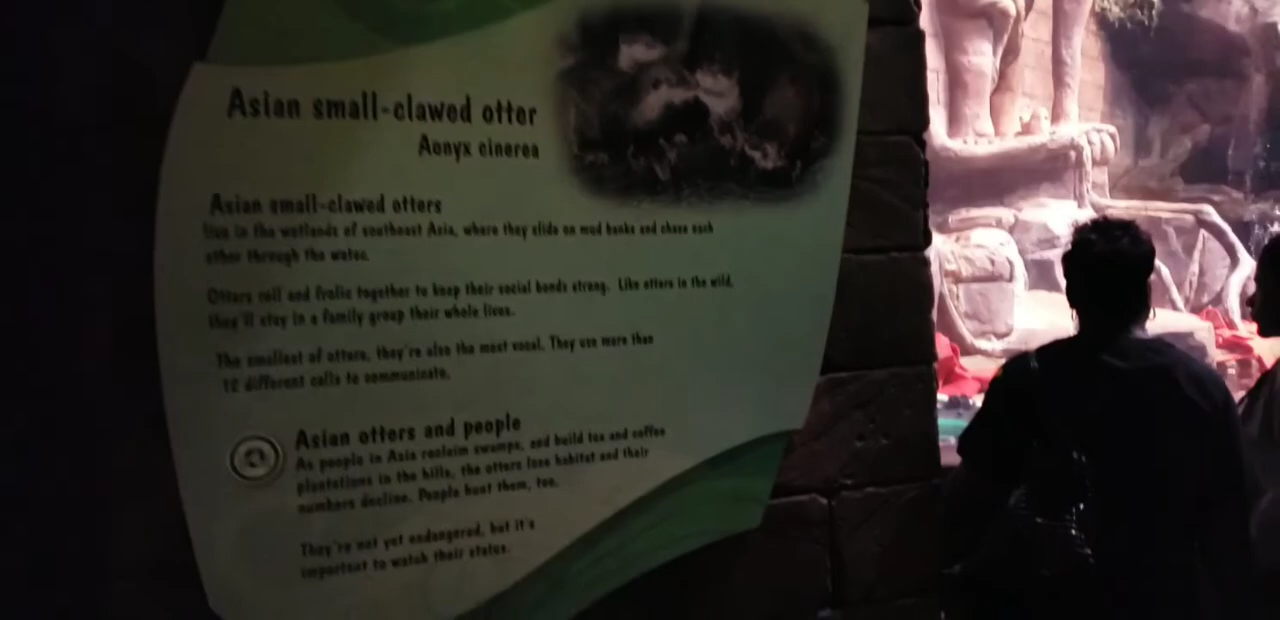 Asian small-clawed otter
Aonyx cinerea
Asian small-clawed otters
live in the wetlands of southeast Asia, where they slide on mud banks and chase each
other through the water.
Otters roll and frolic together to keep their social bonds strong. Like otters in the wild,
they'll stay in a family group their whole lives.
The smallest of otters, they're also the most vocal. They use more than
12 different calls to communicate.
Asian otters and people
As people in Asia reclaim swamps, and build tea and coffee
plantations in the hills, the otters lose habitat and their
numbers decline. People hunt them, too.
They're not yet endangered, but it's
important to watch their status.